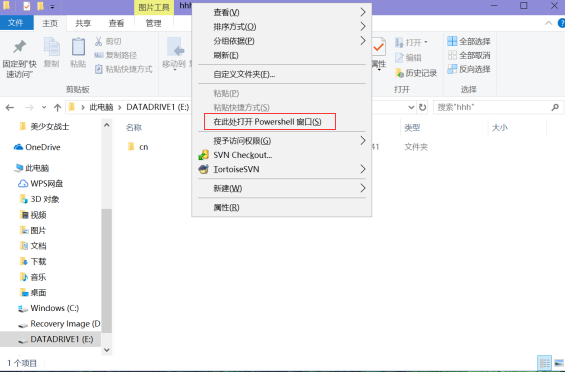 图片工具
hhh
文件
主页
共享
查看
管理
固定到"快速访问"
复制
粘贴
剪切
复制路径
粘贴快捷方式
剪贴板
移动到
属性
打开
编辑
历史记录
打开
全部选择
全部取消
反向选择
选择
此电脑
DATADRIVE1 (E:)
搜索"hhh"
名称
类型
大小
cn
41
文件夹
美少女战士
OneDrive
此电脑
WPS网盘
3D 对象
视频
图片
文档
下载
音乐
桌面
Windows (C:)
Recovery Image (D
DATADRIVE1 (E:)
1 个项目
查看(V)
排序方式(O)
分组依据(P)
刷新(E)
自定义文件夹(F)...
粘贴(P)
粘贴快捷方式(S)
在此处打开 Powershell 窗口(S)
授予访问权限(G)
SVN Checkout...
TortoiseSVN
新建(W)
属性(R)